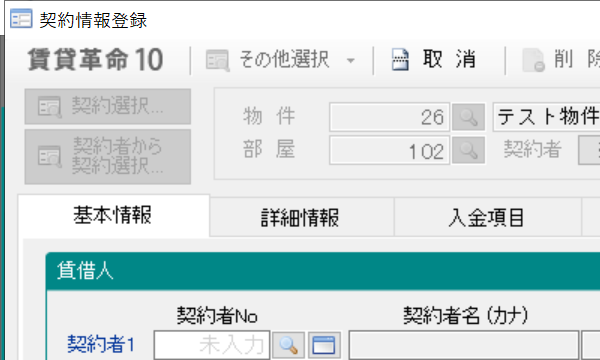 契約情報登録
賃貸革命10 その他選択 取 消 削 除
契約選択...
契約者から
契約選択...
物 件 26 テスト物件
部 屋 102 契約者
基本情報 詳細情報 入金項目
賃借人
契約者No 契約者名(カナ)
契約者1 未入力